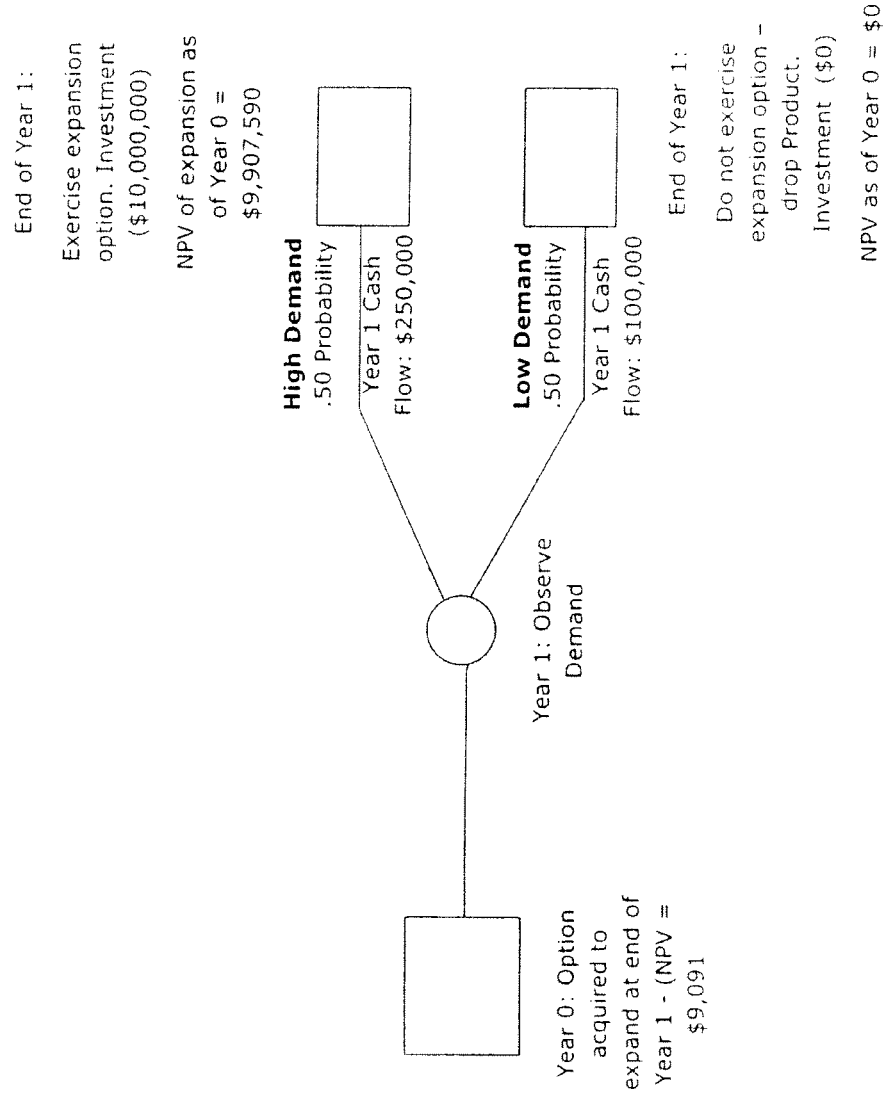 End of Year 1:
Exercise expansion
option. Investment
($10,000,000)
NPV of expansion as
of Year 0 =
$9,907,590
High Demand
.50 Probability
Year 1 Cash
Flow: $250,000
Low Demand
.50 Probability
Year 1 Cash
Flow: $100,000
Year 1: Observe
Demand
Year 0: Option
acquired to
expand at end of
Year 1 - (NPV =
$9,091
End of Year 1:
Do not exercise
expansion option –
drop Product.
Investment ($0)
NPV as of Year 0 = $0